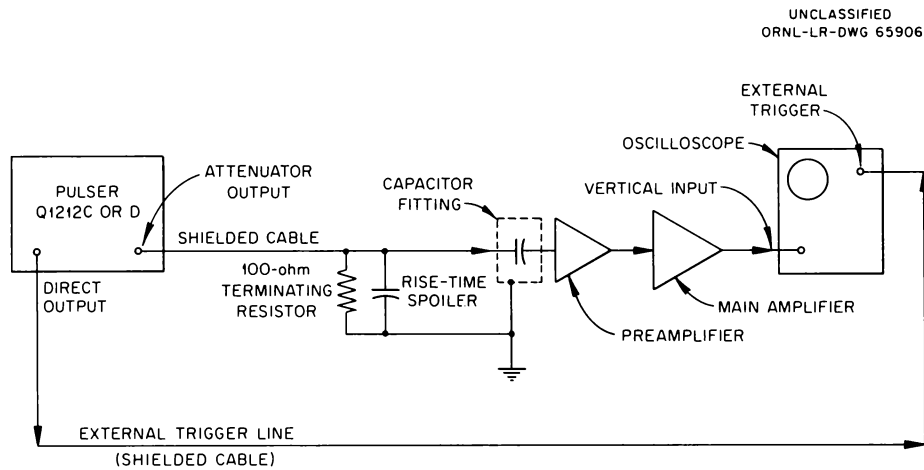 UNCLASSIFIED
ORNL-LR-DWG 65906
EXTERNAL
TRIGGER
OSCILLOSCOPE
PULSER
Q1212C OR D
ATTENUATOR
OUTPUT
CAPACITOR
FITTING
VERTICAL INPUT
SHIELDED CABLE
DIRECT
OUTPUT
100-ohm
TERMINATING
RESISTOR
RISE-TIME
SPOILER
MAIN AMPLIFIER
PREAMPLIFIER
EXTERNAL TRIGGER LINE
(SHIELDED CABLE)